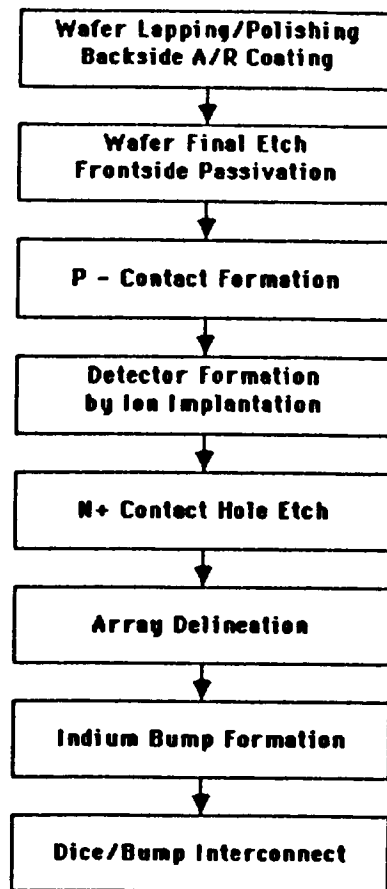 Wafer Lapping/Polishing
Backside A/R Coating
Wafer Final Etch
Frontside Passivation
P - Contact Formation
Detector Formation
by Ion Implantation
N+ Contact Hole Etch
Array Delineation
Indium Bump Formation
Dice/Bump Interconnect